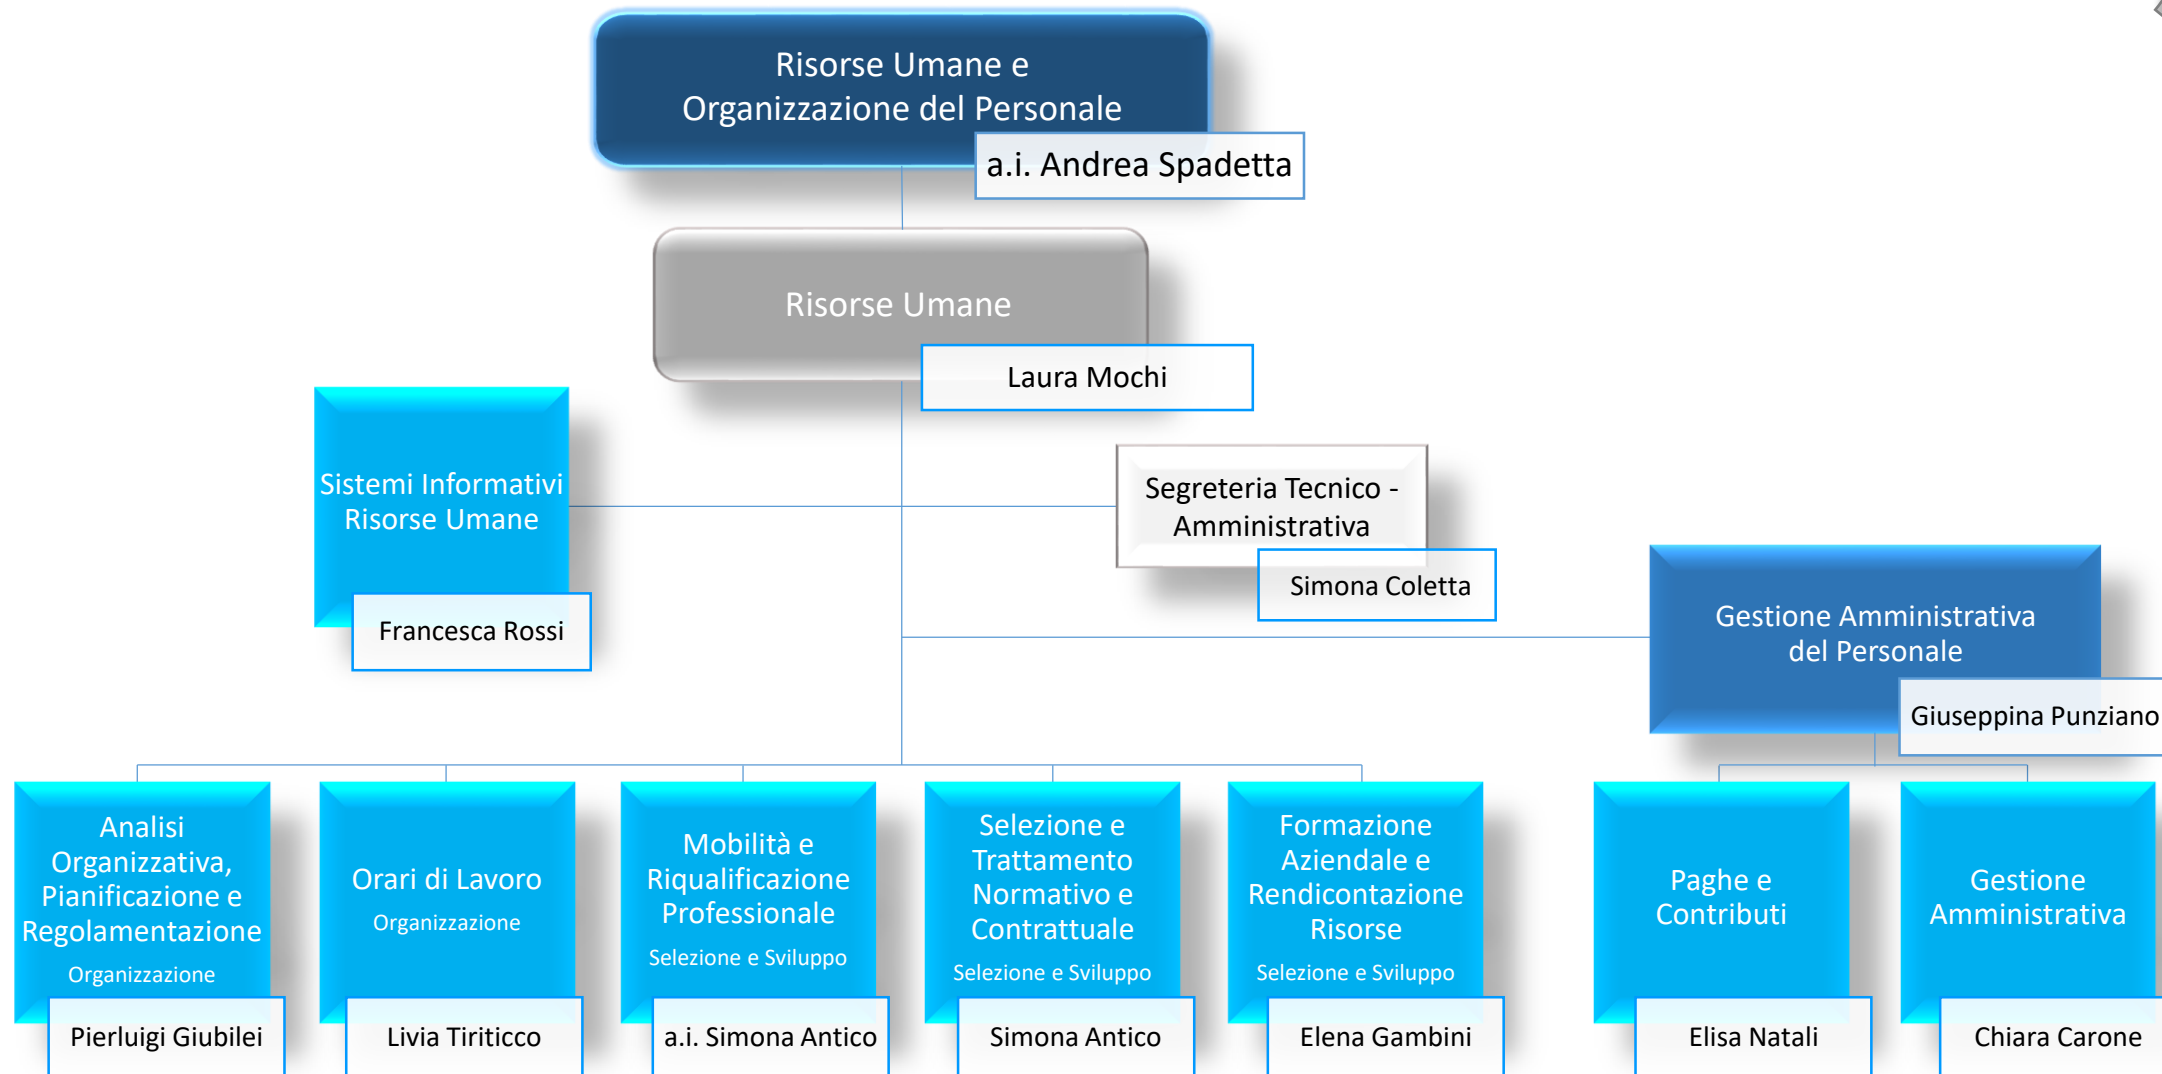 Risorse Umane e
Organizzazione del Personale
a.i. Andrea Spadetta
Risorse Umane
Laura Mochi
Sistemi Informativi
Risorse Umane
Francesca Rossi
Segreteria Tecnico -
Amministrativa
Simona Coletta
Gestione Amministrativa
del Personale
Giuseppina Punziano
Analisi
Organizzativa,
Pianificazione e
Regolamentazione
Organizzazione
Pierluigi Giubilei
Orari di Lavoro
Organizzazione
Livia Tiriticco
Mobilità e
Riqualificazione
Professionale
Selezione e Sviluppo
a.i. Simona Antico
Selezione e
Trattamento
Normativo e
Contrattuale
Selezione e Sviluppo
Simona Antico
Formazione
Aziendale e
Rendicontazione
Risorse
Selezione e Sviluppo
Elena Gambini
Paghe e
Contributi
Elisa Natali
Gestione
Amministrativa
Chiara Carone